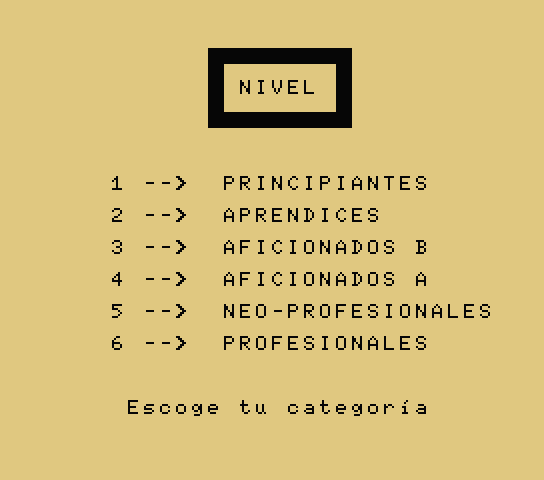 NIVEL
1 --> PRINCIPIANTES
2 --> APRENDICES
3 --> AFICIONADOS B
4 --> AFICIONADOS A
5 --> NEO-PROFESIONALES
6 --> PROFESIONALES
Escoge tu categoría